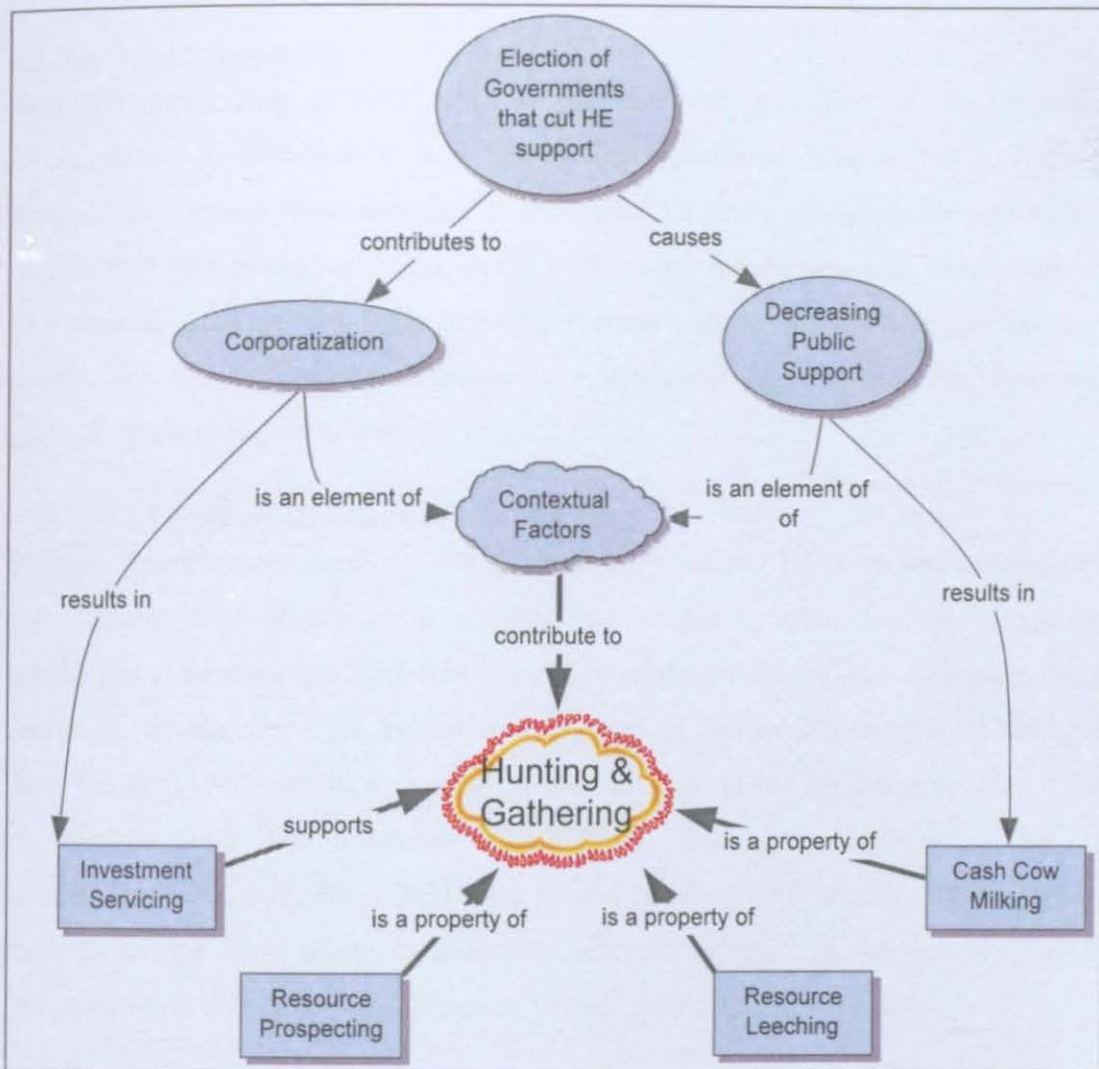 Election of
Governments
that cut HE
support
contributes to
causes
Corporatization
Decreasing
Public
Support
is an element of
Contextual
Factors
is an element of
of
results in
results in
contribute to
Hunting &
Gathering
supports
is a property of
Investment
Servicing
Cash Cow
Milking
is a property of
is a property of
Resource
Prospecting
Resource
Leeching